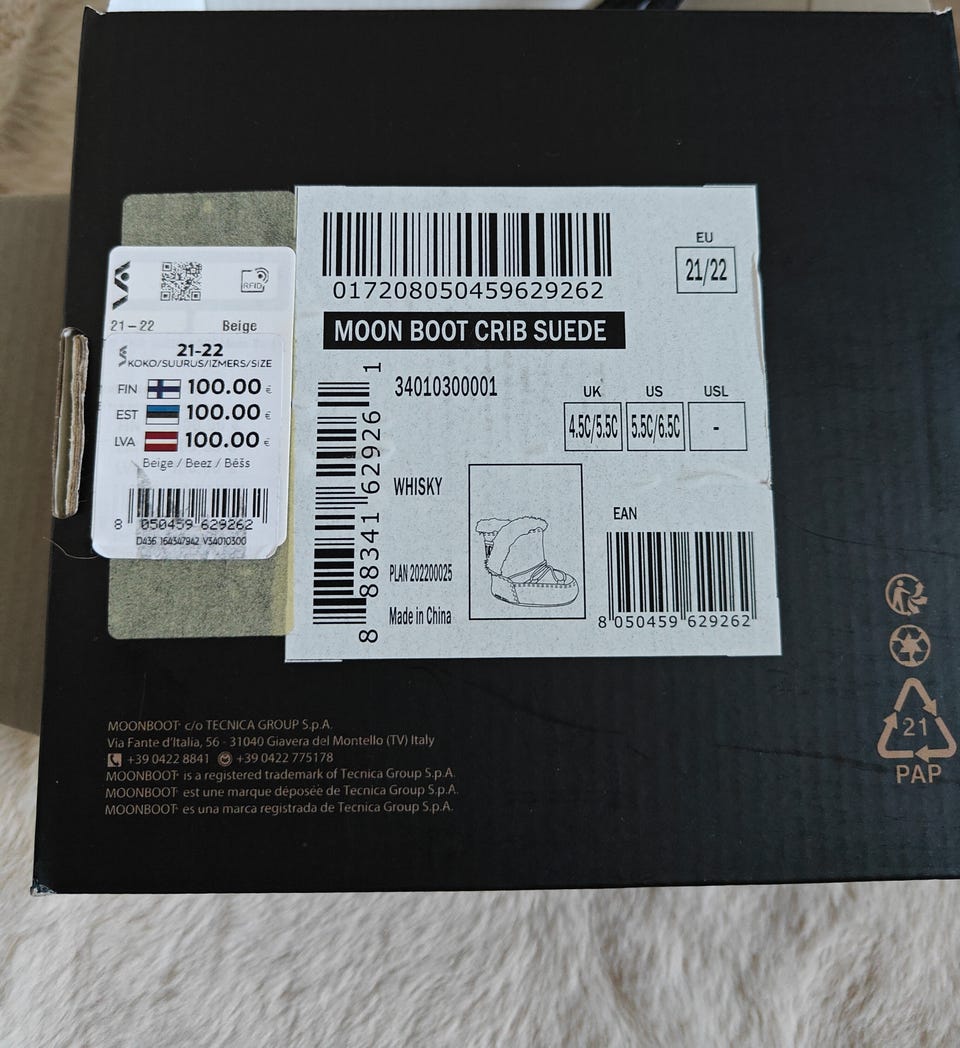 RFID
21-22 Beige
21-22
KOKO/SUURUS/IZMERS/SIZE
FIN 100.00 €
EST 100.00 €
LVA 100.00 €
Beige / Beez / Bēšs
8 050459 629262
D436 164347942 V34010300
017208050459629262
EU
21/22
MOON BOOT CRIB SUEDE
34010300001
UK US USL
4.5C/5.5C 5.5C/6.5C -
8 88341 62926 1
WHISKY
EAN
PLAN 202200025
Made in China
8 050459 629262
MOONBOOT® c/o TECNICA GROUP S.p.A.
Via Fante d'Italia, 56 - 31040 Giavera del Montello (TV) Italy
+39 0422 8841 +39 0422 775178
MOONBOOT® is a registered trademark of Tecnica Group S.p.A.
MOONBOOT® est une marque déposée de Tecnica Group S.p.A.
MOONBOOT® es una marca registrada de Tecnica Group S.p.A.
21
PAP